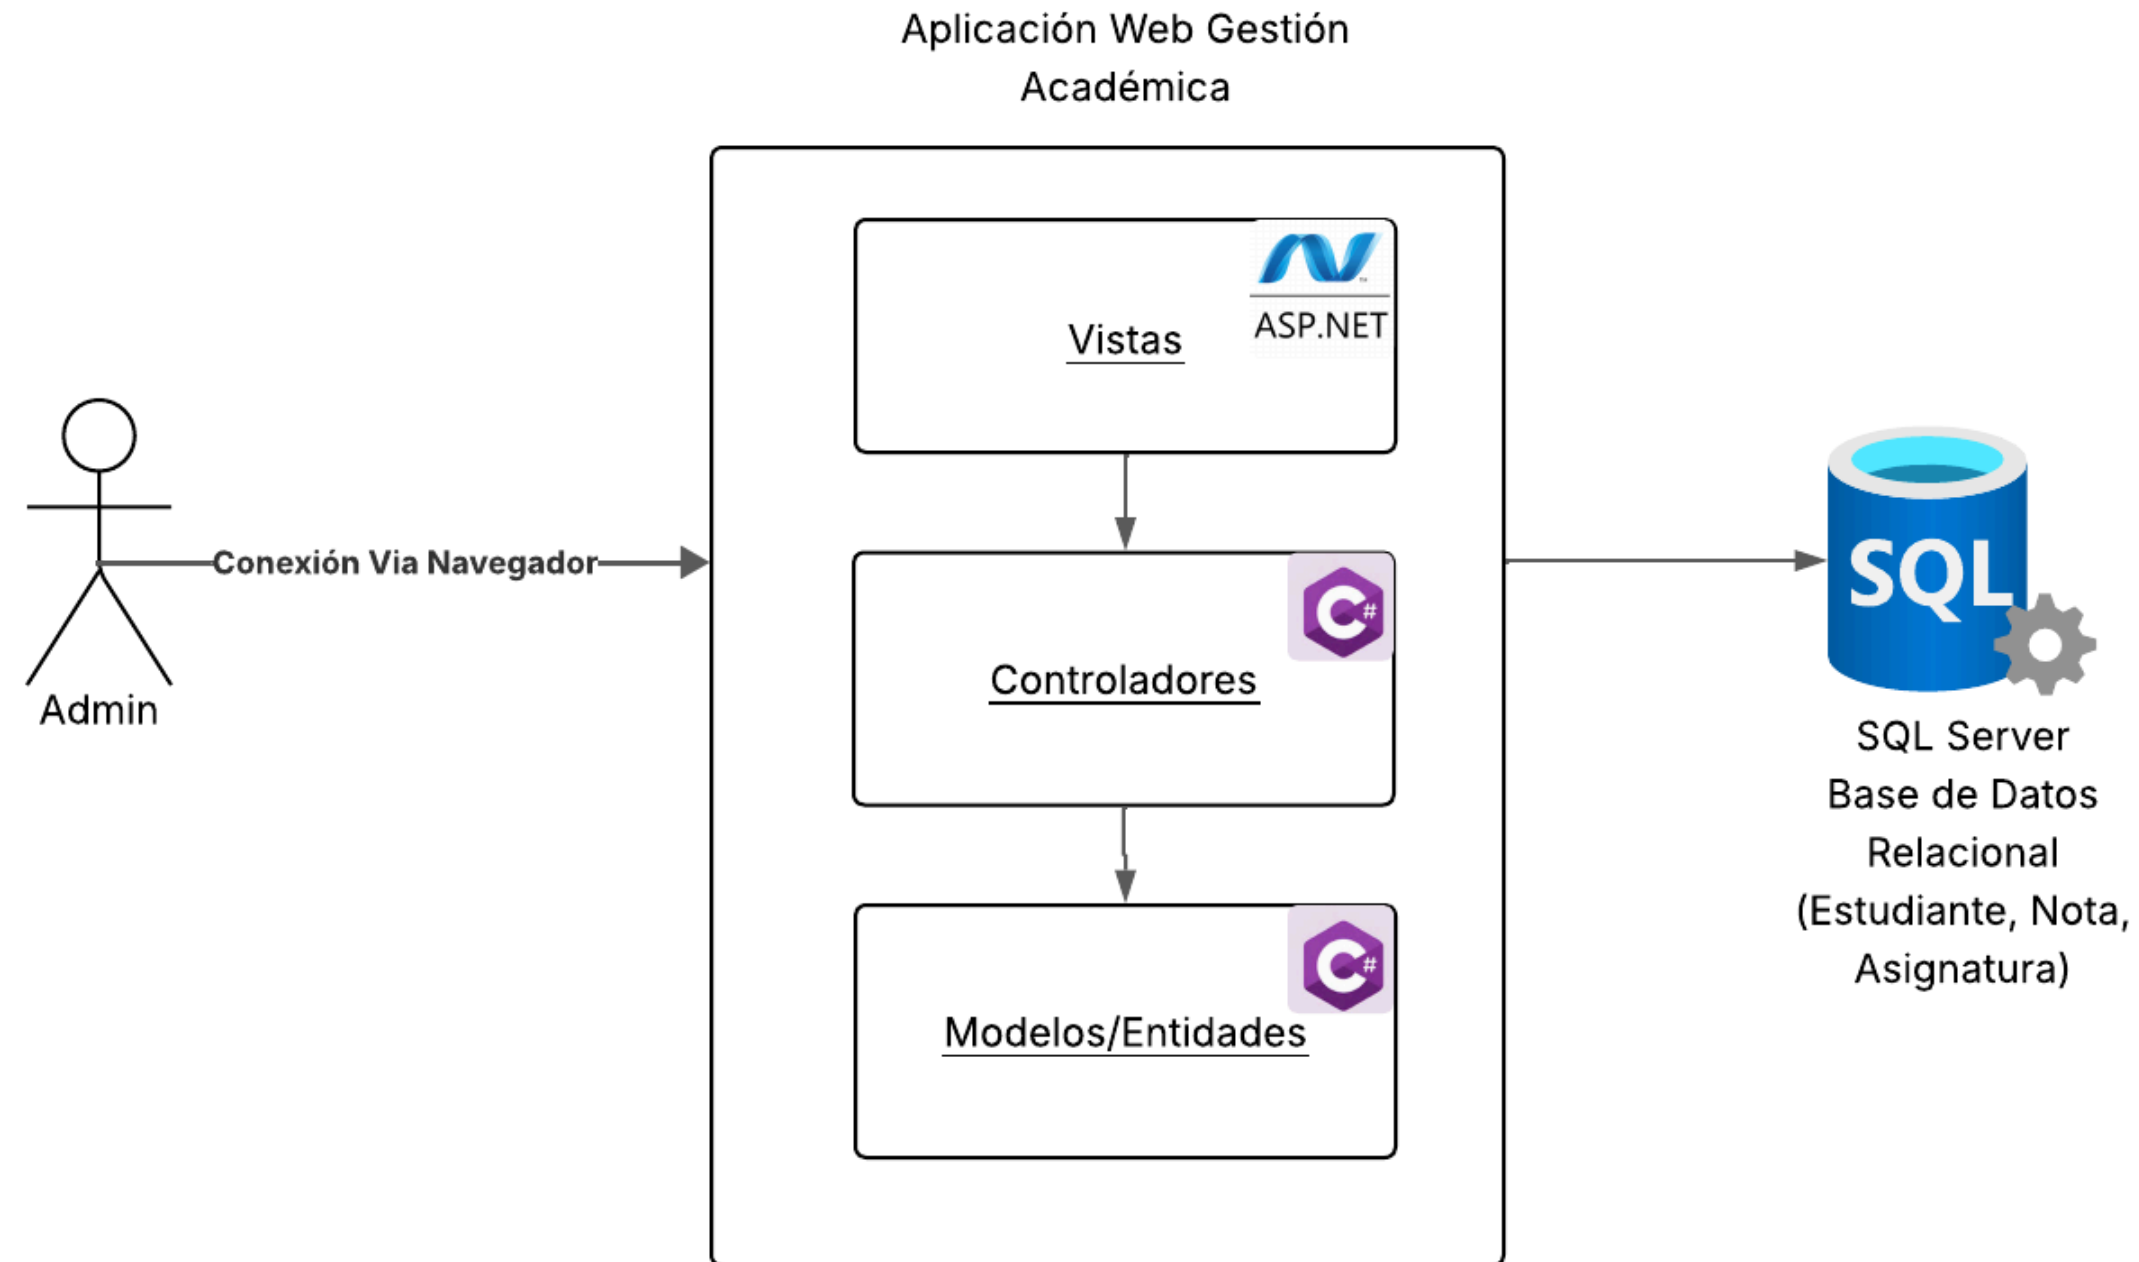 Aplicación Web Gestión
Académica
Vistas
ASP.NET
Conexión Via Navegador
Admin
C#
Controladores
C#
Modelos/Entidades
SQL
SQL Server
Base de Datos
Relacional
(Estudiante, Nota,
Asignatura)